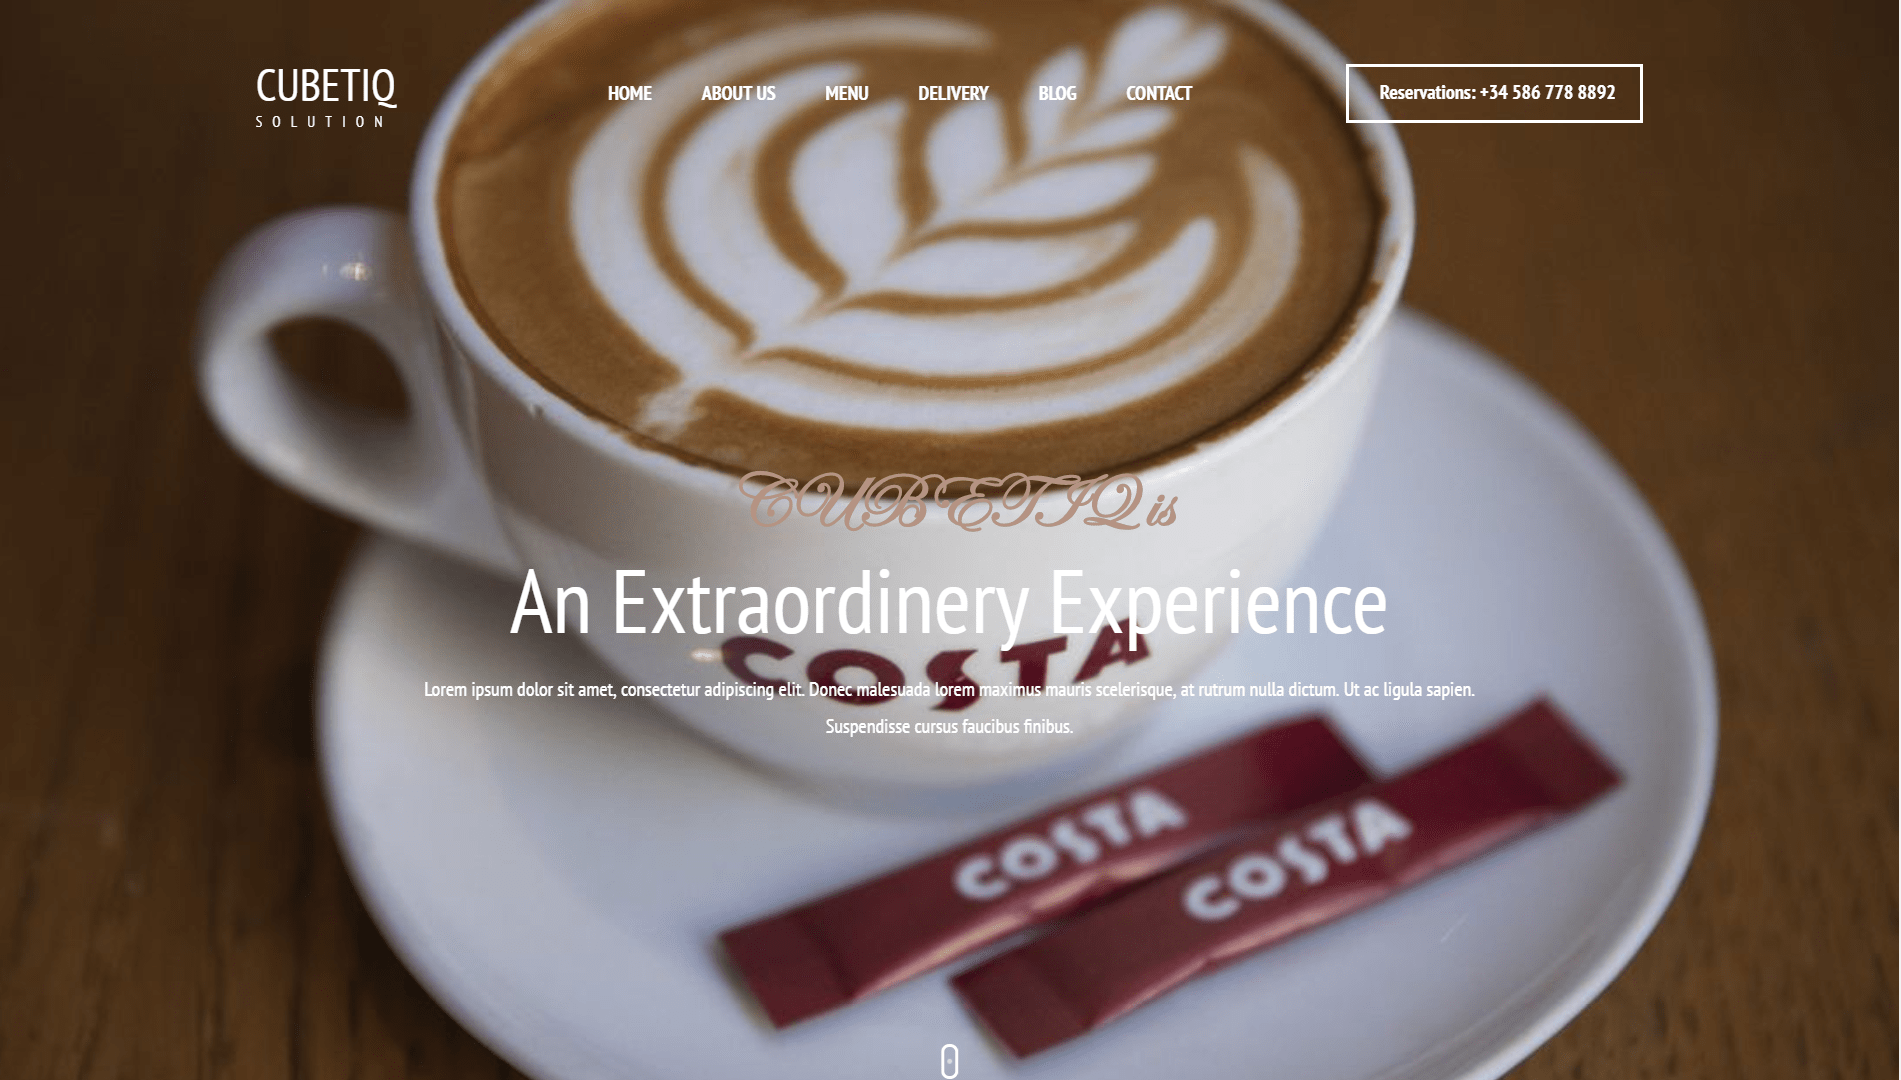 CUBETIQ
SOLUTION
HOME ABOUT US MENU DELIVERY BLOG CONTACT
Reservations: +34 586 778 8892
CUBETIQ is
An Extraordinery Experience
COSTA
Lorem ipsum dolor sit amet, consectetur adipiscing elit. Donec malesuada lorem maximus mauris scelerisque, at rutrum nulla dictum. Ut ac ligula sapien.
Suspendisse cursus faucibus finibus.
COSTA
COSTA